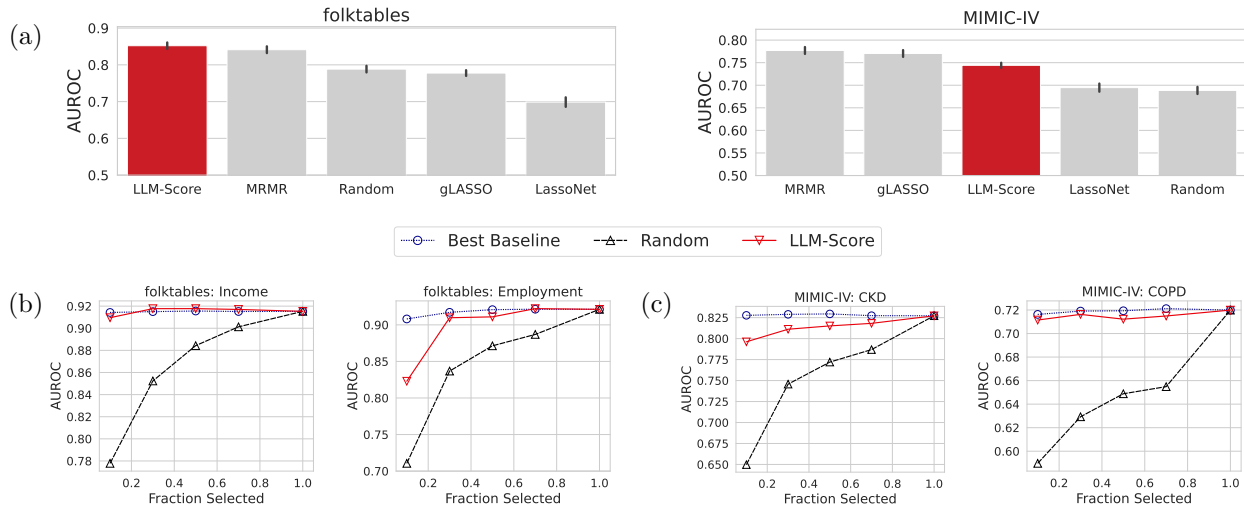 (a)
folktables
AUROC
0.9
0.8
0.7
0.6
0.5
LLM-Score MRMR Random gLASSO LassoNet
MIMIC-IV
AUROC
0.80
0.75
0.70
0.65
0.60
0.55
0.50
MRMR gLASSO LLM-Score LassoNet Random
Best Baseline Random LLM-Score
(b)
folktables: Income
AUROC
0.92
0.90
0.88
0.86
0.84
0.82
0.80
0.78
0.2 0.4 0.6 0.8 1.0
Fraction Selected
folktables: Employment
AUROC
0.90
0.85
0.80
0.75
0.70
0.2 0.4 0.6 0.8 1.0
Fraction Selected
(c)
MIMIC-IV: CKD
AUROC
0.825
0.800
0.775
0.750
0.725
0.700
0.675
0.650
0.2 0.4 0.6 0.8 1.0
Fraction Selected
MIMIC-IV: COPD
AUROC
0.72
0.70
0.68
0.66
0.64
0.62
0.60
0.2 0.4 0.6 0.8 1.0
Fraction Selected